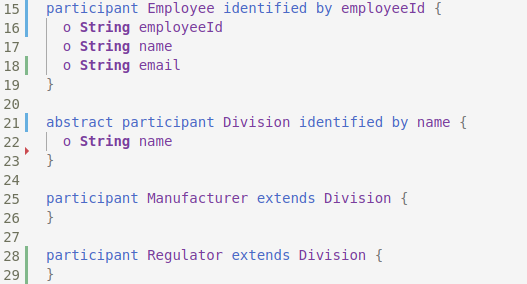 15 participant Employee identified by employeeId {
16   o String employeeId
17   o String name
18   o String email
19 }
20
21 abstract participant Division identified by name {
22   o String name
23 }
24
25 participant Manufacturer extends Division {
26 }
27
28 participant Regulator extends Division {
29 }